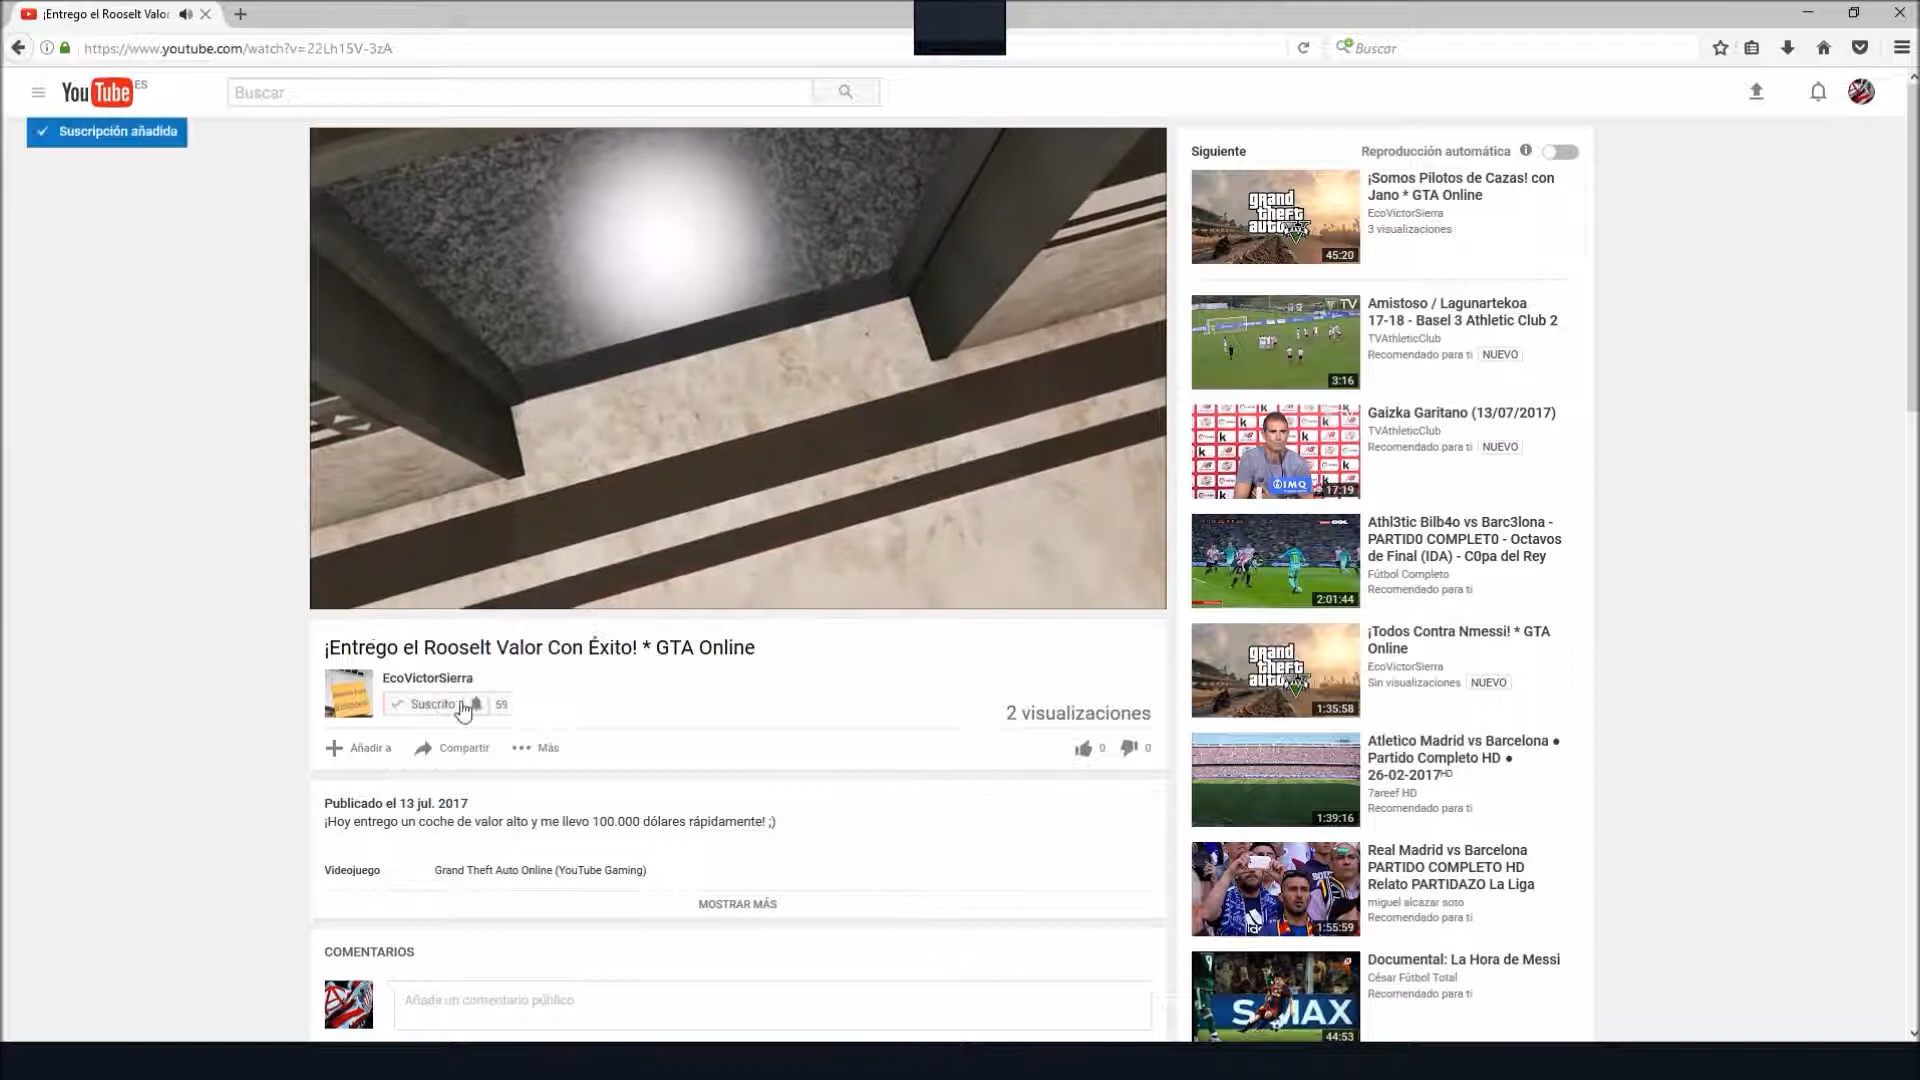 ¡Entrego el Rooselt Valor
https://www.youtube.com/watch?v=22Lh15V-3zA
Buscar
YouTube ES
Buscar
Suscripción añadida
¡Entrego el Rooselt Valor Con Éxito! * GTA Online
EcoVictorSierra
Suscrito 59
2 visualizaciones
Añadir a Compartir Más 0 0
Publicado el 13 jul. 2017
¡Hoy entrego un coche de valor alto y me llevo 100.000 dólares rápidamente! ;)
Videojuego Grand Theft Auto Online (YouTube Gaming)
MOSTRAR MÁS
COMENTARIOS
Añade un comentario público
Siguiente Reproducción automática
grand
theft
auto V
45:20
¡Somos Pilotos de Cazas! con
Jano * GTA Online
EcoVictorSierra
3 visualizaciones
TV
3:16
Amistoso / Lagunartekoa
17-18 - Basel 3 Athletic Club 2
TVAthleticClub
Recomendado para ti NUEVO
IMQ
17:19
Gaizka Garitano (13/07/2017)
TVAthleticClub
Recomendado para ti NUEVO
2:01:44
Athl3tic Bilb4o vs Barc3lona -
PARTID0 COMPLET0 - Octavos
de Final (IDA) - C0pa del Rey
Fútbol Completo
Recomendado para ti
grand
theft
auto V
1:35:58
¡Todos Contra Nmessi! * GTA
Online
EcoVictorSierra
Sin visualizaciones NUEVO
1:39:16
Atletico Madrid vs Barcelona ●
Partido Completo HD ●
26-02-2017ᴴᴰ
7areef HD
Recomendado para ti
1:55:59
Real Madrid vs Barcelona
PARTIDO COMPLETO HD
Relato PARTIDAZO La Liga
miguel alcazar soto
Recomendado para ti
44:53
Documental: La Hora de Messi
César Fútbol Total
Recomendado para ti